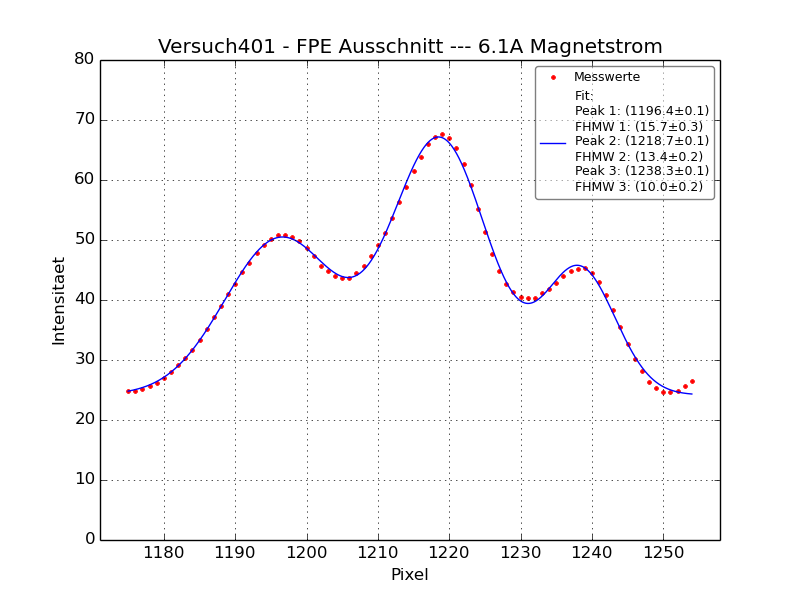 Versuch401 - FPE Ausschnitt --- 6.1A Magnetstrom
80
70
60
50
40
30
20
10
0
Intensitaet
Messwerte
Fit:
Peak 1: (1196.4±0.1)
FHMW 1: (15.7±0.3)
Peak 2: (1218.7±0.1)
FHMW 2: (13.4±0.2)
Peak 3: (1238.3±0.1)
FHMW 3: (10.0±0.2)
1180 1190 1200 1210 1220 1230 1240 1250
Pixel